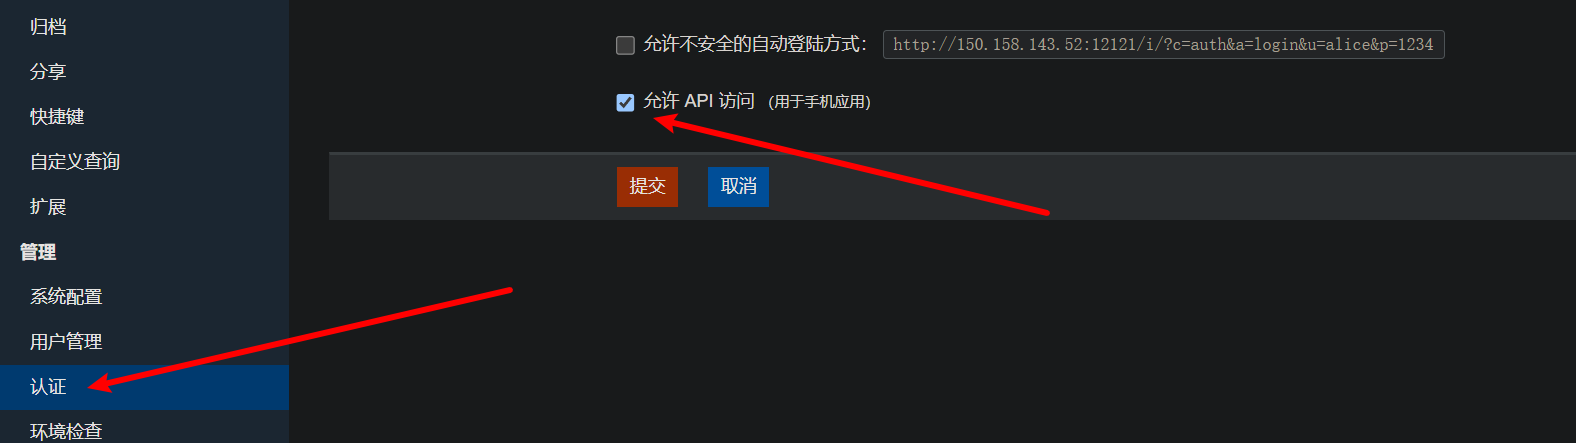 归档
分享
快捷键
自定义查询
扩展
管理
系统配置
用户管理
认证
环境检查
允许不安全的自动登陆方式： http://150.158.143.52:12121/i/?c=auth&a=login&u=alice&p=1234
允许 API 访问 （用于手机应用）
提交 取消